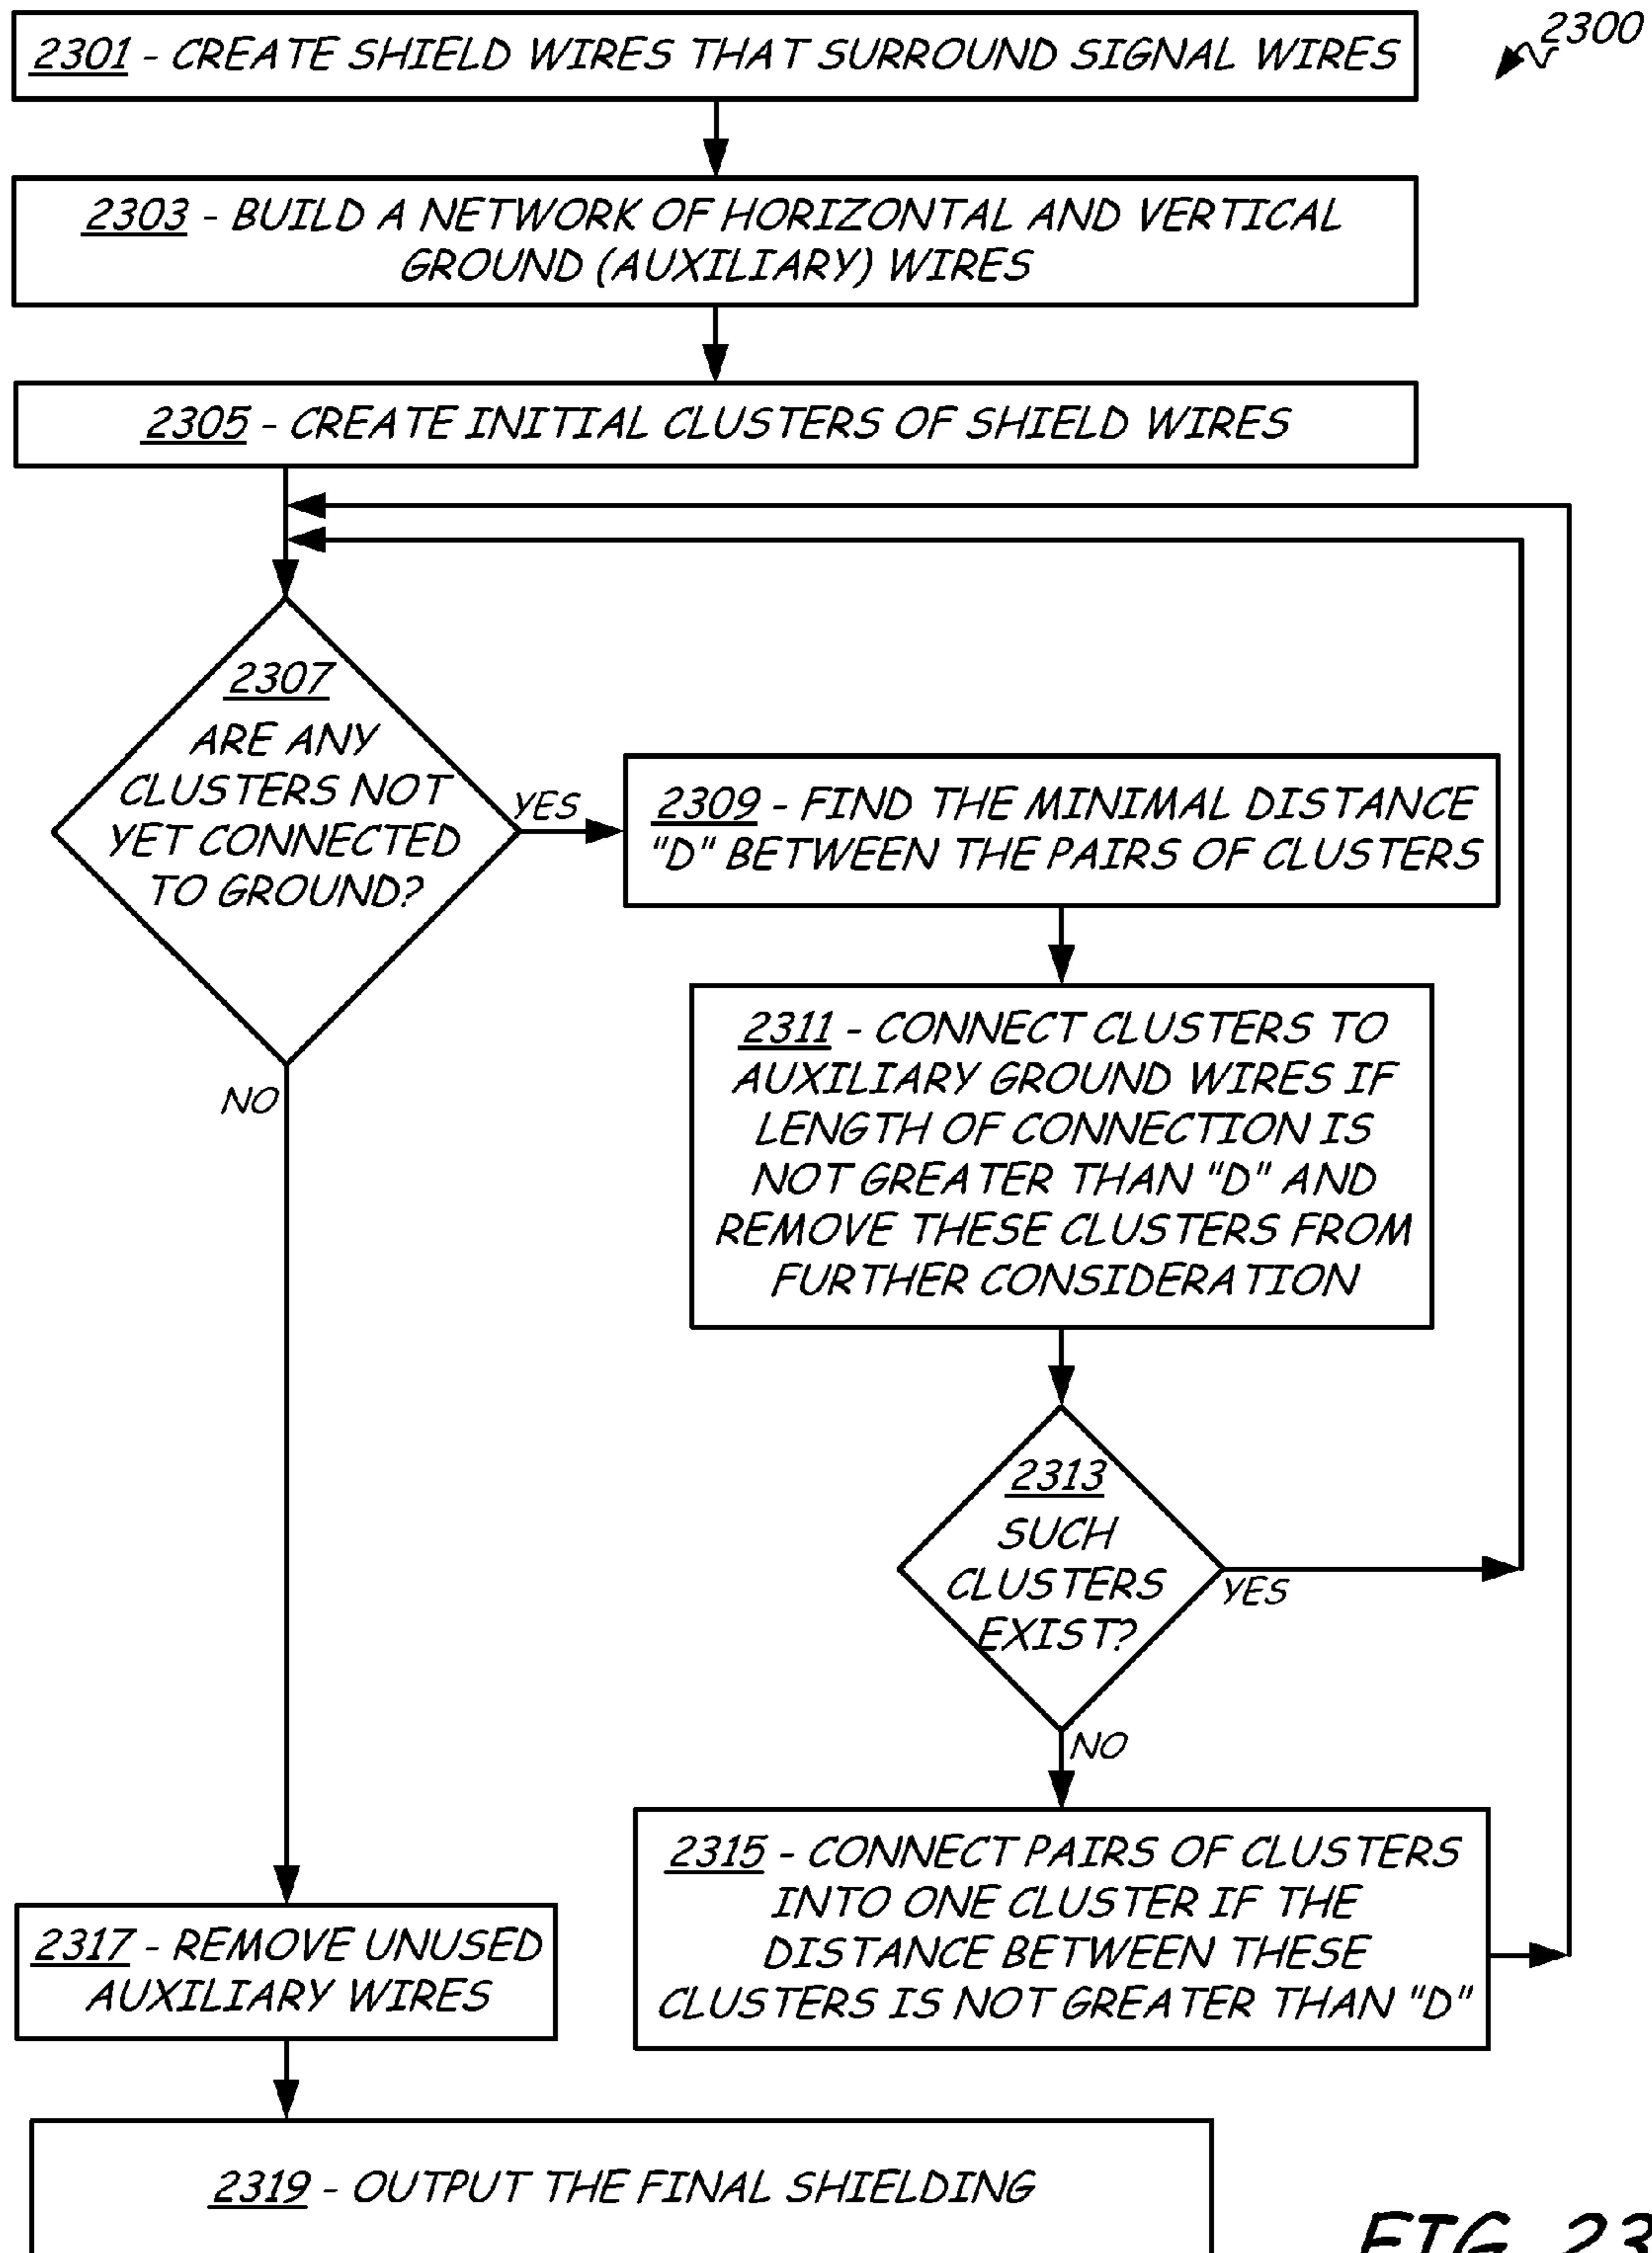 2301 - CREATE SHIELD WIRES THAT SURROUND SIGNAL WIRES
2300
2303 - BUILD A NETWORK OF HORIZONTAL AND VERTICAL
GROUND (AUXILIARY) WIRES
2305 - CREATE INITIAL CLUSTERS OF SHIELD WIRES
2307
ARE ANY
CLUSTERS NOT
YET CONNECTED
TO GROUND?
YES
NO
2309 - FIND THE MINIMAL DISTANCE
"D" BETWEEN THE PAIRS OF CLUSTERS
2311 - CONNECT CLUSTERS TO
AUXILIARY GROUND WIRES IF
LENGTH OF CONNECTION IS
NOT GREATER THAN "D" AND
REMOVE THESE CLUSTERS FROM
FURTHER CONSIDERATION
2313
SUCH
CLUSTERS
EXIST?
YES
NO
2315 - CONNECT PAIRS OF CLUSTERS
INTO ONE CLUSTER IF THE
DISTANCE BETWEEN THESE
CLUSTERS IS NOT GREATER THAN "D"
2317 - REMOVE UNUSED
AUXILIARY WIRES
2319 - OUTPUT THE FINAL SHIELDING
FIG. 23